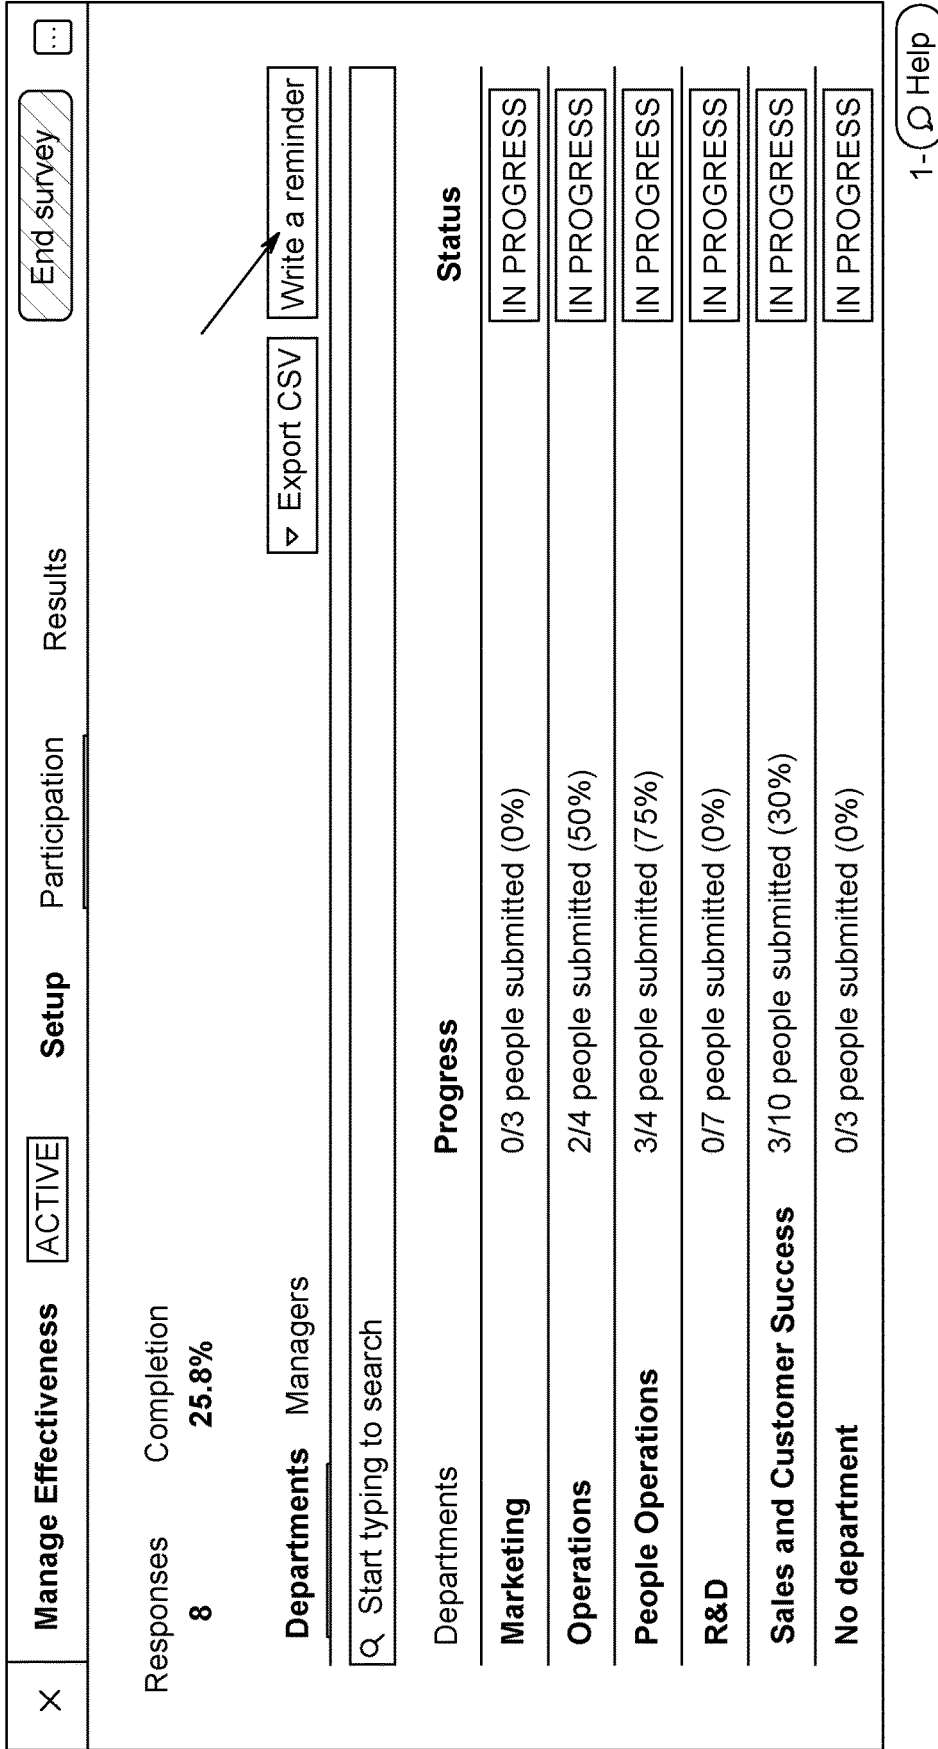 × Manage Effectiveness ACTIVE Setup Participation Results End survey ...
Responses Completion
8 25.8%
Departments Managers Export CSV Write a reminder
Start typing to search
Departments Progress Status
Marketing 0/3 people submitted (0%) IN PROGRESS
Operations 2/4 people submitted (50%) IN PROGRESS
People Operations 3/4 people submitted (75%) IN PROGRESS
R&D 0/7 people submitted (0%) IN PROGRESS
Sales and Customer Success 3/10 people submitted (30%) IN PROGRESS
No department 0/3 people submitted (0%) IN PROGRESS
1- Help